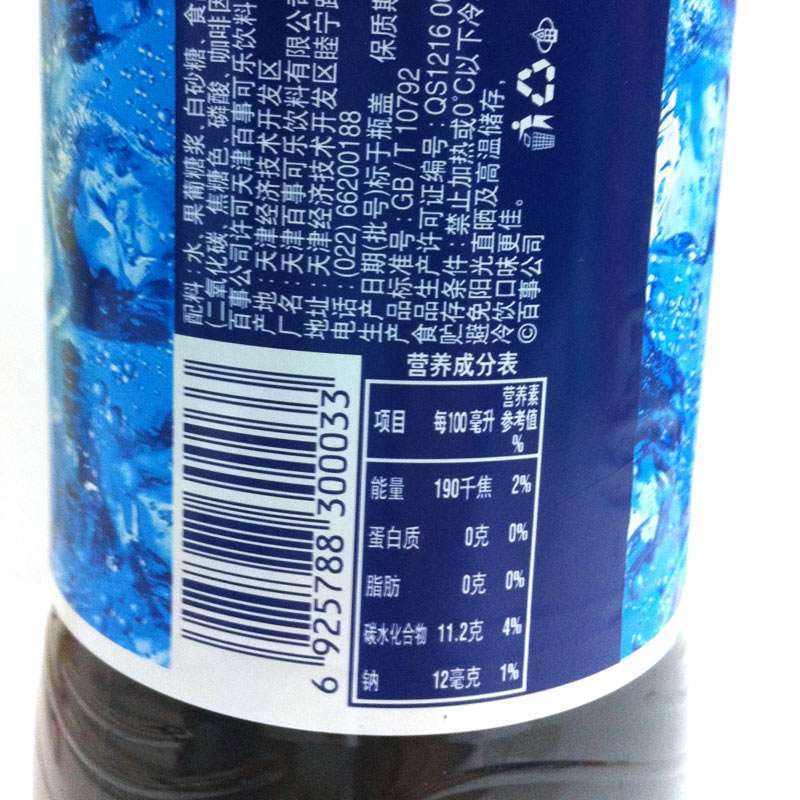 配料:水、果葡糖浆、白砂糖、食
(二氧化碳、焦糖色、磷酸、咖啡因
百事公司许可天津百事可乐饮料
产地:天津经济技术开发区
厂名:天津百事可乐饮料有限公司
地址:天津经济技术开发区睦宁路
电话:(022) 66200188
生产日期(批号)标于瓶盖 保质期
产品标准号:GB/T 10792
食品生产许可证编号:QS1216 06
贮存条件:禁止加热或0℃以下冷
避免阳光直晒及高温储存,
冷饮口味更佳。
©百事公司
营养成分表
项目 每100毫升 营养素参考值%
能量 190千焦 2%
蛋白质 0克 0%
脂肪 0克 0%
碳水化合物 11.2克 4%
钠 12毫克 1%
6 925788 300033